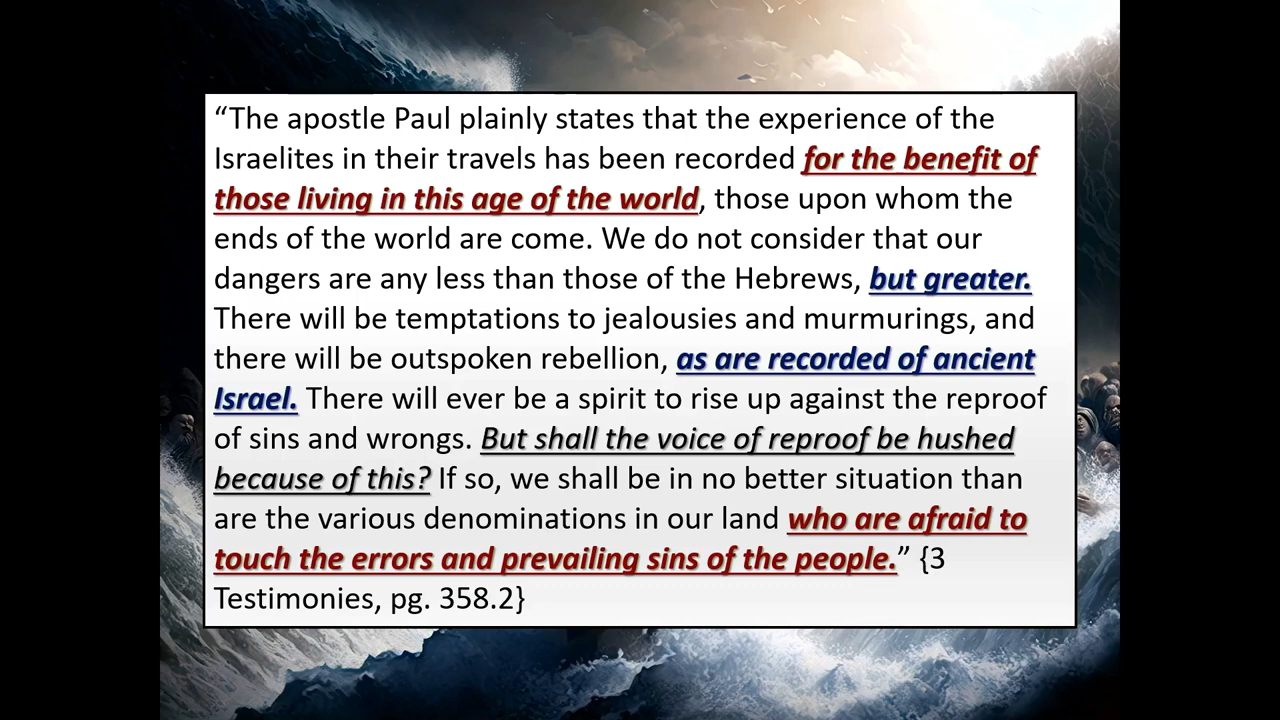 “The apostle Paul plainly states that the experience of the
Israelites in their travels has been recorded for the benefit of
those living in this age of the world, those upon whom the
ends of the world are come. We do not consider that our
dangers are any less than those of the Hebrews, but greater.
There will be temptations to jealousies and murmurings, and
there will be outspoken rebellion, as are recorded of ancient
Israel. There will ever be a spirit to rise up against the reproof
of sins and wrongs. But shall the voice of reproof be hushed
because of this? If so, we shall be in no better situation than
are the various denominations in our land who are afraid to
touch the errors and prevailing sins of the people.” {3
Testimonies, pg. 358.2}